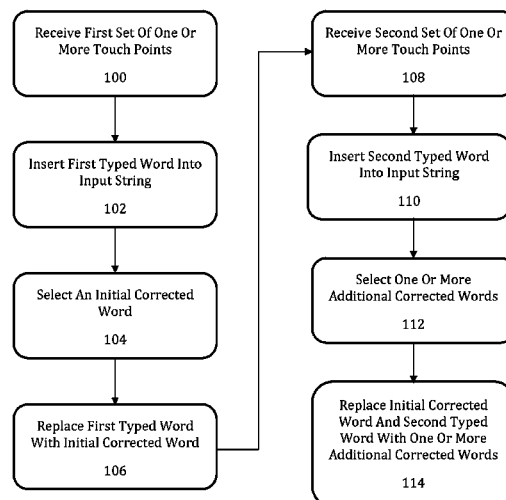 Receive First Set Of One Or
More Touch Points
100
Insert First Typed Word Into
Input String
102
Select An Initial Corrected
Word
104
Replace First Typed Word
With Initial Corrected Word
106
Receive Second Set Of One Or
More Touch Points
108
Insert Second Typed Word
Into Input String
110
Select One Or More
Additional Corrected Words
112
Replace Initial Corrected
Word And Second Typed
Word With One Or More
Additional Corrected Words
114